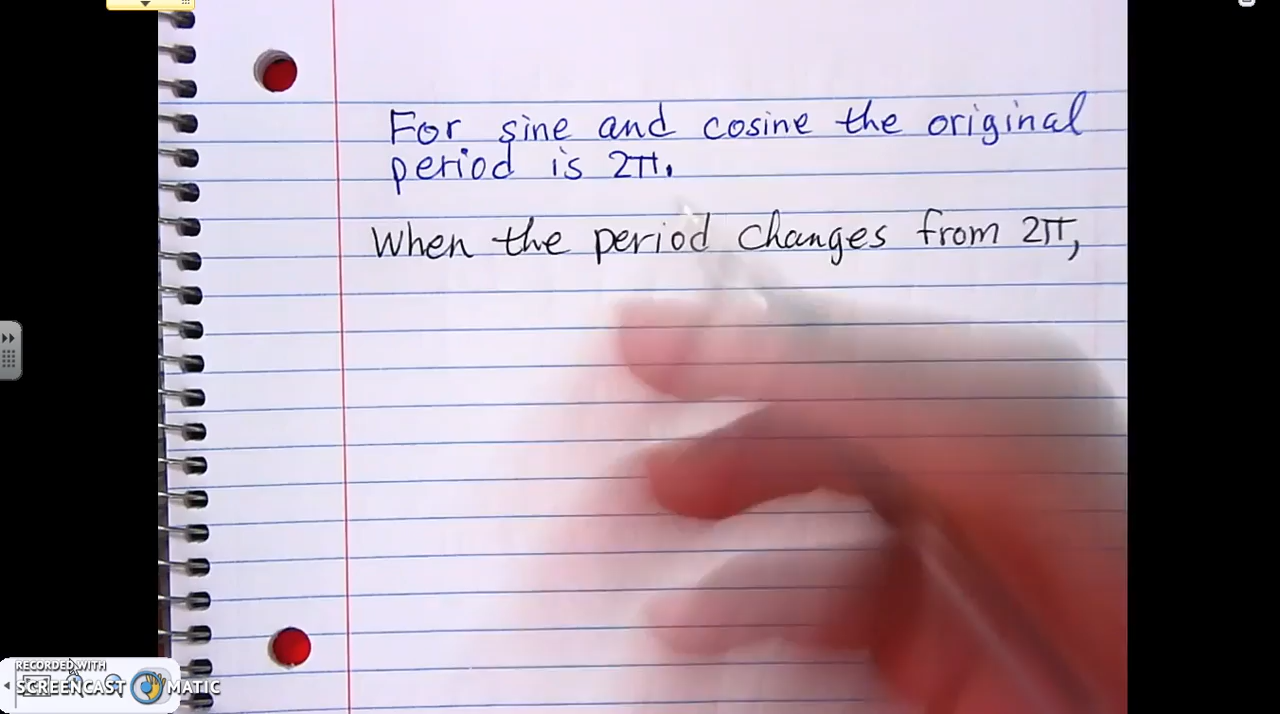 For sine and cosine the original
period is 2π.
When the period changes from 2π,
RECORDED WITH
SCREENCAST MATIC